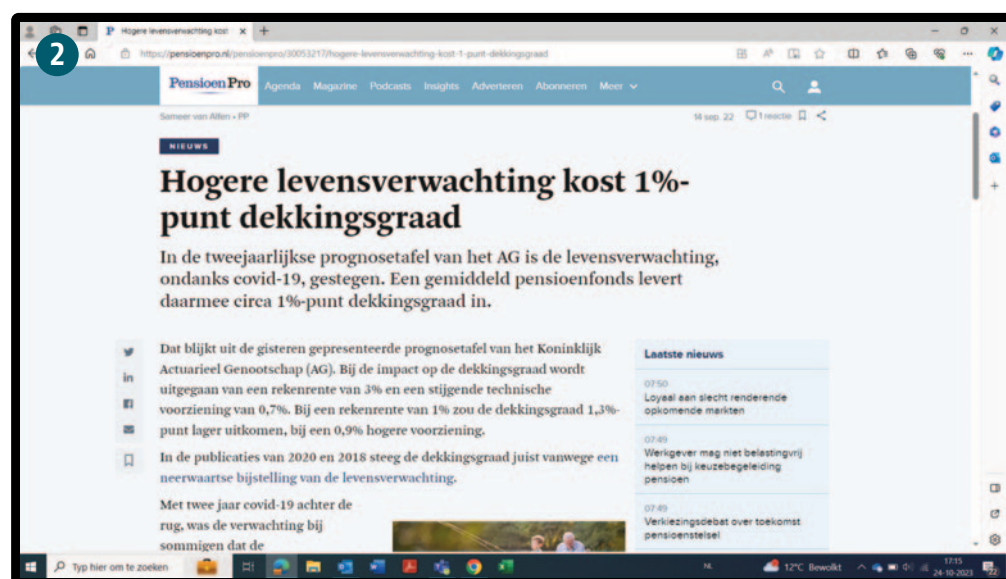 Hogere levensverwachting kost
2
https://pensioenpro.nl/pensioenpro/30053217/hogere-levensverwachting-kost-1-punt-dekkingsgraad
Pensioen Pro Agenda Magazine Podcasts Insights Adverteren Abonneren Meer
Sameer van Alfen • PP 14 sep. 22 1 reactie
NIEUWS
Hogere levensverwachting kost 1%-
punt dekkingsgraad
In de tweejaarlijkse prognosetafel van het AG is de levensverwachting,
ondanks covid-19, gestegen. Een gemiddeld pensioenfonds levert
daarmee circa 1%-punt dekkingsgraad in.
Dat blijkt uit de gisteren gepresenteerde prognosetafel van het Koninklijk
Actuarieel Genootschap (AG). Bij de impact op de dekkingsgraad wordt
uitgegaan van een rekenrente van 3% en een stijgende technische
voorziening van 0,7%. Bij een rekenrente van 1% zou de dekkingsgraad 1,3%-
punt lager uitkomen, bij een 0,9% hogere voorziening.
In de publicaties van 2020 en 2018 steeg de dekkingsgraad juist vanwege een
neerwaartse bijstelling van de levensverwachting.
Met twee jaar covid-19 achter de
rug, was de verwachting bij
sommigen dat de
Laatste nieuws
07:50
Loyaal aan slecht renderende
opkomende markten
07:49
Werkgever mag niet belastingvrij
helpen bij keuzebegeleiding
pensioen
07:49
Verkiezingsdebat over toekomst
pensioenstelsel
Typ hier om te zoeken
12°C Bewolkt
17:15
24-10-2023